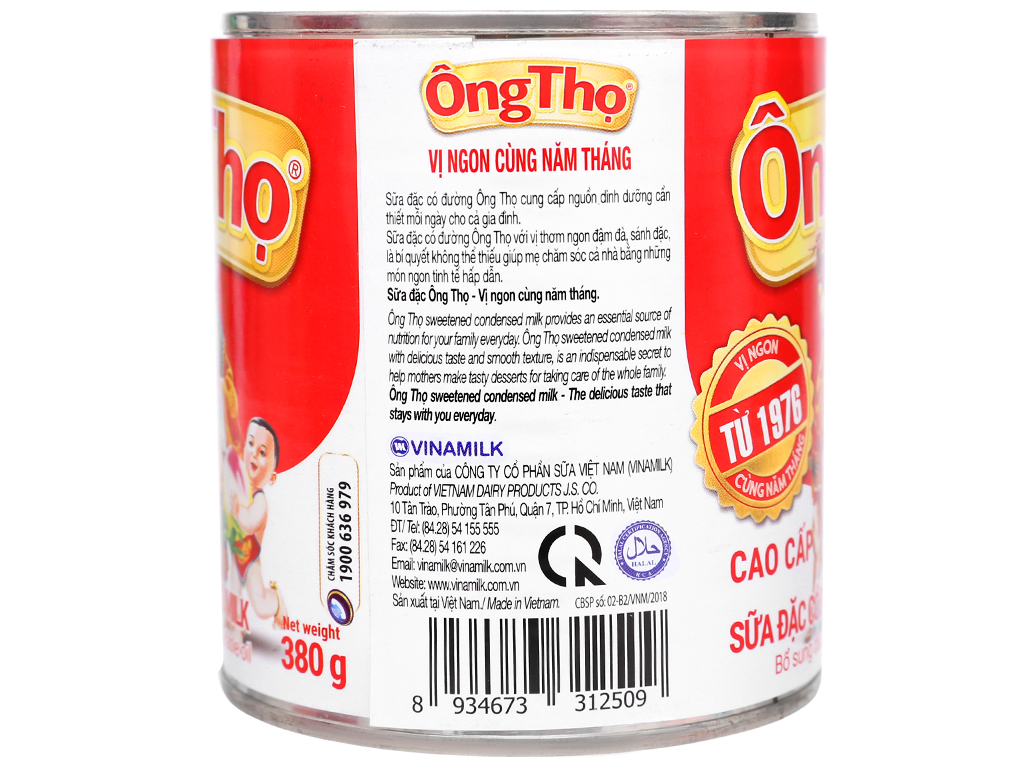 ÔngThọ®
VỊ NGON CÙNG NĂM THÁNG
Sữa đặc có đường Ông Thọ cung cấp nguồn dinh dưỡng cần
thiết mỗi ngày cho cả gia đình.
Sữa đặc có đường Ông Thọ với vị thơm ngon đậm đà, sánh đặc,
là bí quyết không thể thiếu giúp mẹ chăm sóc cả nhà bằng những
món ngon tinh tế hấp dẫn.
Sữa đặc Ông Thọ - Vị ngon cùng năm tháng.
Ông Thọ sweetened condensed milk provides an essential source of
nutrition for your family everyday. Ông Thọ sweetened condensed milk
with delicious taste and smooth texture, is an indispensable secret to
help mothers make tasty desserts for taking care of the whole family.
Ông Thọ sweetened condensed milk - The delicious taste that
stays with you everyday.
VINAMILK
Sản phẩm của CÔNG TY CỔ PHẦN SỮA VIỆT NAM (VINAMILK)
Product of VIETNAM DAIRY PRODUCTS J.S. CO.
10 Tân Trào, Phường Tân Phú, Quận 7, TP. Hồ Chí Minh, Việt Nam
ĐT/ Tel: (84.28) 54 155 555
Fax: (84.28) 54 161 226
Email: vinamilk@vinamilk.com.vn
Website: www.vinamilk.com.vn
Sản xuất tại Việt Nam./ Made in Vietnam.
CBSP số: 02-B2/VNM/2018
حلال
HALAL
8 934673 312509
họ®
CHĂM SÓC KHÁCH HÀNG
1900 636 979
MILK
Net weight
380 g
Ôn
VỊ NGON
TỪ 1976
CÙNG NĂM THÁNG
CAO CẤP
SỮA ĐẶC CÓ
Bổ sung